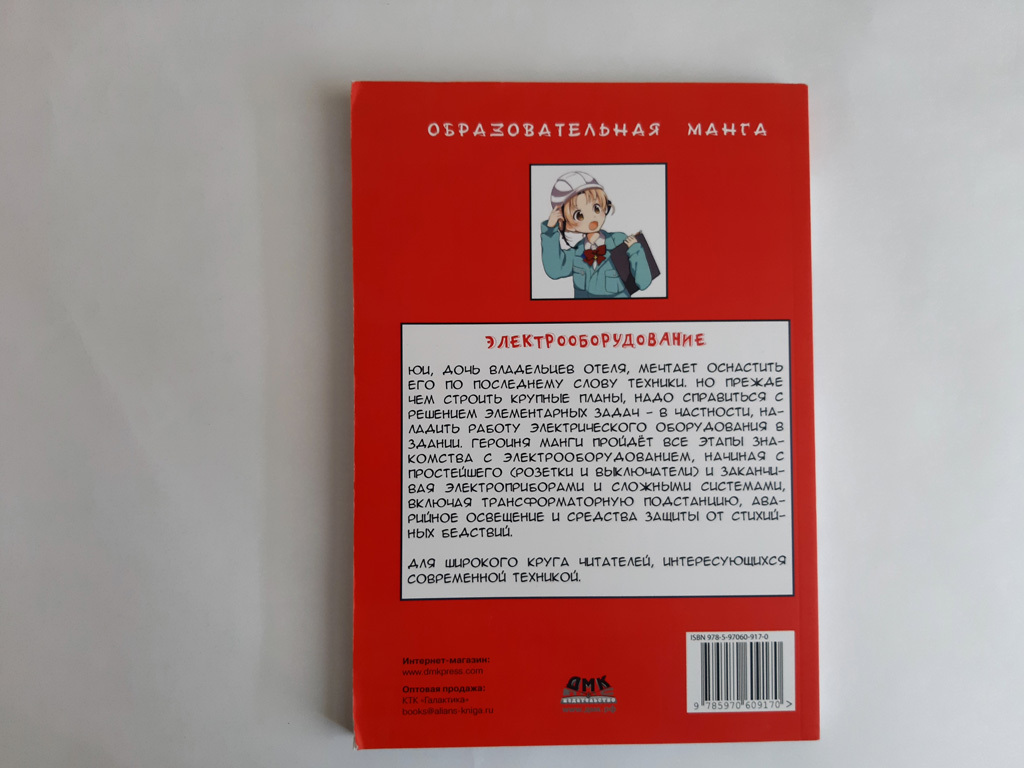 ОБРАЗОВАТЕЛЬНАЯ МАНГА
ЭЛЕКТРООБОРУДОВАНИЕ
ЮИ, ДОЧЬ ВЛАДЕЛЬЦЕВ ОТЕЛЯ, МЕЧТАЕТ ОСНАСТИТЬ
ЕГО ПО ПОСЛЕДНЕМУ СЛОВУ ТЕХНИКИ. НО ПРЕЖДЕ
ЧЕМ СТРОИТЬ КРУПНЫЕ ПЛАНЫ, НАДО СПРАВИТЬСЯ С
РЕШЕНИЕМ ЭЛЕМЕНТАРНЫХ ЗАДАЧ – В ЧАСТНОСТИ, НА-
ЛАДИТЬ РАБОТУ ЭЛЕКТРИЧЕСКОГО ОБОРУДОВАНИЯ В
ЗДАНИИ. ГЕРОИНЯ МАНГИ ПРОЙДЁТ ВСЕ ЭТАПЫ ЗНА-
КОМСТВА С ЭЛЕКТРООБОРУДОВАНИЕМ, НАЧИНАЯ С
ПРОСТЕЙШЕГО (РОЗЕТКИ И ВЫКЛЮЧАТЕЛИ) И ЗАКАНЧИ-
ВАЯ ЭЛЕКТРОПРИБОРАМИ И СЛОЖНЫМИ СИСТЕМАМИ,
ВКЛЮЧАЯ ТРАНСФОРМАТОРНУЮ ПОДСТАНЦИЮ, АВА-
РИЙНОЕ ОСВЕЩЕНИЕ И СРЕДСТВА ЗАЩИТЫ ОТ СТИХИЙ-
НЫХ БЕДСТВИЙ.
ДЛЯ ШИРОКОГО КРУГА ЧИТАТЕЛЕЙ, ИНТЕРЕСУЮЩИХСЯ
СОВРЕМЕННОЙ ТЕХНИКОЙ.
Интернет-магазин:
www.dmkpress.com
Оптовая продажа:
КТК «Галактика»
books@alians-kniga.ru
ДМК
ISBN 978-5-97060-917-0
9 785970 609170 >